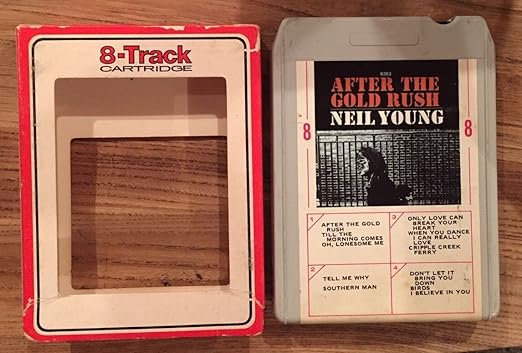 8-Track
CARTRIDGE
6383
AFTER THE
GOLD RUSH
NEIL YOUNG
8
8
1
AFTER THE GOLD
RUSH
TILL THE
MORNING COMES
OH, LONESOME ME
3
ONLY LOVE CAN
BREAK YOUR
HEART
WHEN YOU DANCE
I CAN REALLY
LOVE
CRIPPLE CREEK
FERRY
2
TELL ME WHY
SOUTHERN MAN
4
DON'T LET IT
BRING YOU
DOWN
BIRDS
I BELIEVE IN YOU